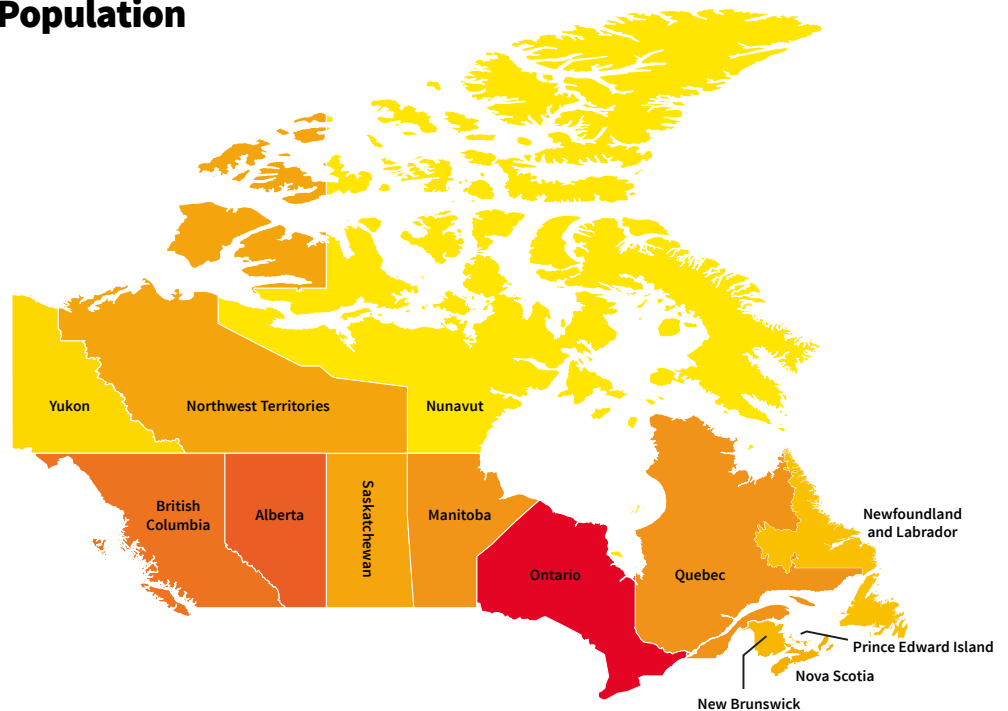 Population
Yukon
Northwest Territories
Nunavut
British
Columbia
Alberta
Saskatchewan
Manitoba
Ontario
Quebec
Newfoundland
and Labrador
Prince Edward Island
Nova Scotia
New Brunswick